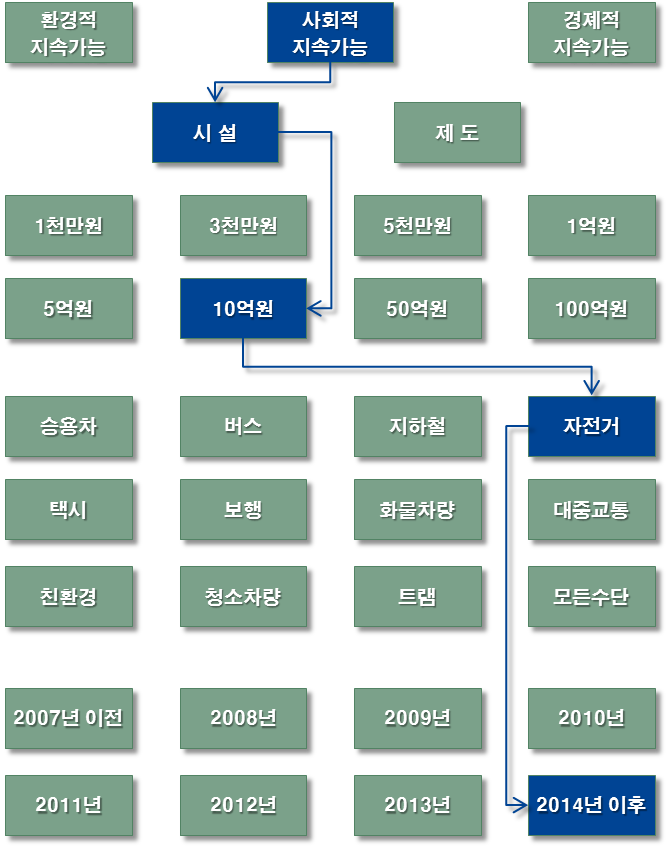 환경적
지속가능
사회적
지속가능
경제적
지속가능
시 설
제 도
1천만원
3천만원
5천만원
1억원
5억원
10억원
50억원
100억원
승용차
버스
지하철
자전거
택시
보행
화물차량
대중교통
친환경
청소차량
트램
모든수단
2007년 이전
2008년
2009년
2010년
2011년
2012년
2013년
2014년 이후